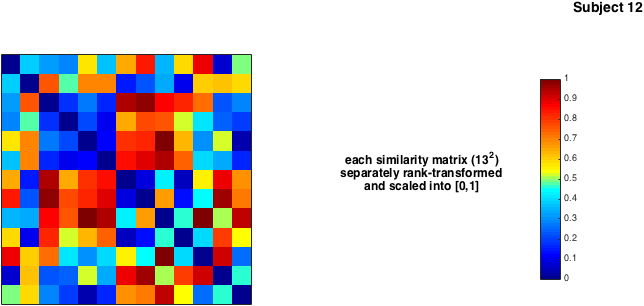 Subject 12
each similarity matrix (13²)
separately rank-transformed
and scaled into [0,1]
1
0.9
0.8
0.7
0.6
0.5
0.4
0.3
0.2
0.1
0